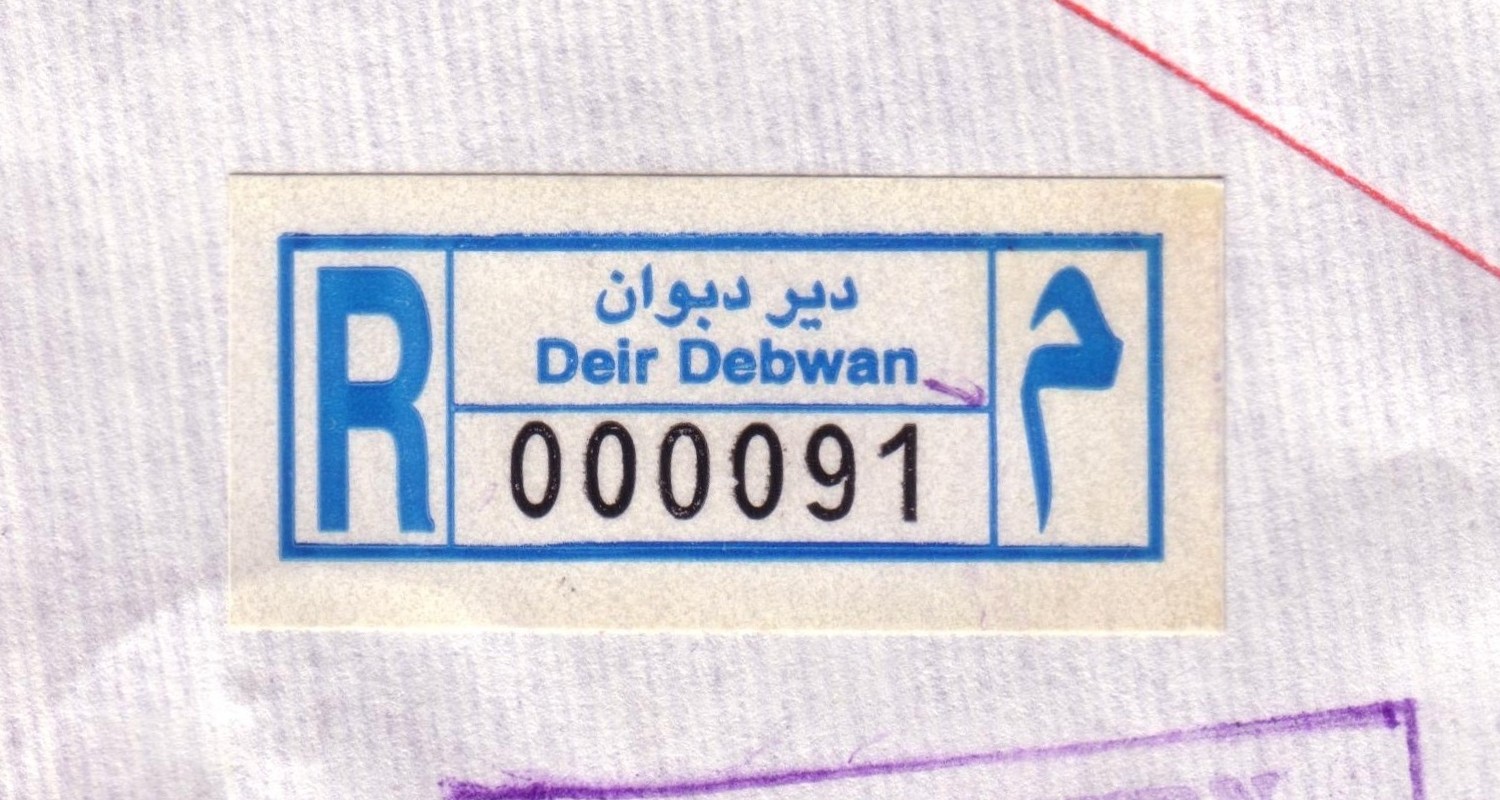 R
دير دبوان
Deir Debwan
000091
م